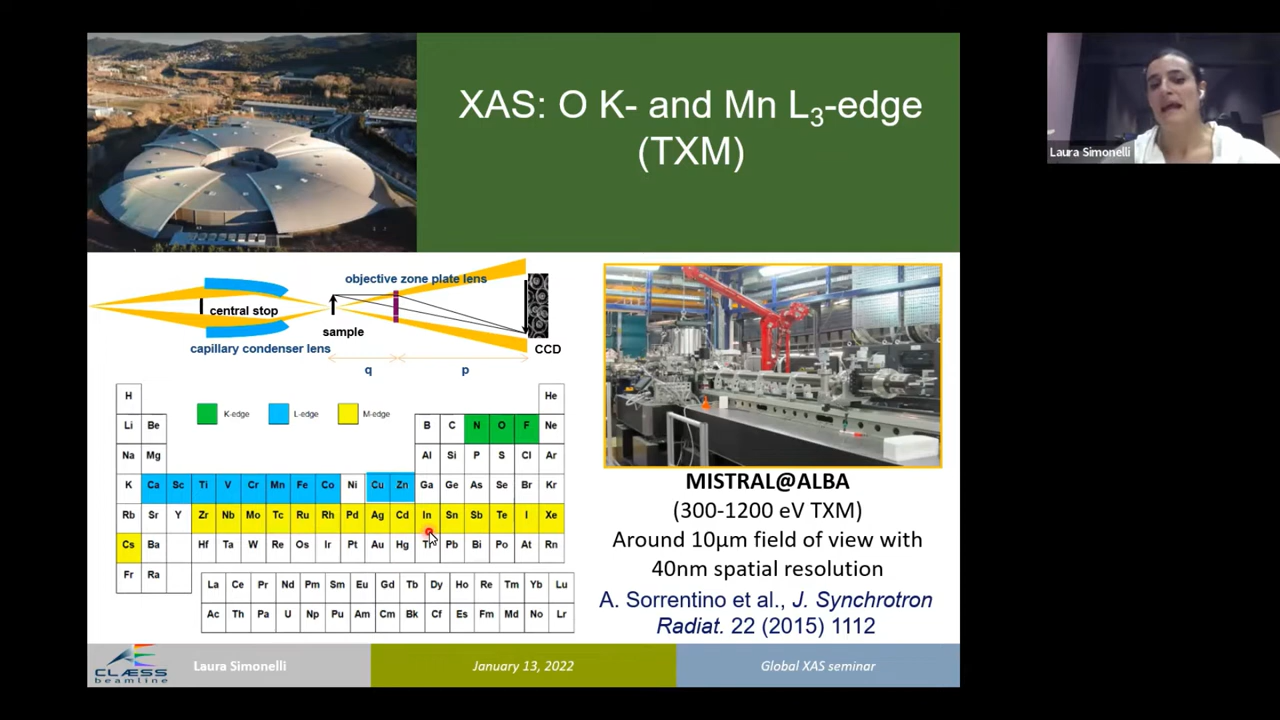 XAS: O K- and Mn L3-edge
(TXM)
Laura Simonelli
objective zone plate lens
central stop
sample
capillary condenser lens
CCD
q
p
H He
K-edge L-edge M-edge
Li Be B C N O F Ne
Na Mg Al Si P S Cl Ar
K Ca Sc Ti V Cr Mn Fe Co Ni Cu Zn Ga Ge As Se Br Kr
Rb Sr Y Zr Nb Mo Tc Ru Rh Pd Ag Cd In Sn Sb Te I Xe
Cs Ba Hf Ta W Re Os Ir Pt Au Hg Pb Bi Po At Rn
Fr Ra
La Ce Pr Nd Pm Sm Eu Gd Tb Dy Ho Re Tm Yb Lu
Ac Th Pa U Np Pu Am Cm Bk Cf Es Fm Md No Lr
MISTRAL@ALBA
(300-1200 eV TXM)
Around 10μm field of view with
40nm spatial resolution
A. Sorrentino et al., J. Synchrotron
Radiat. 22 (2015) 1112
CLÆSS
beamline
Laura Simonelli
January 13, 2022
Global XAS seminar